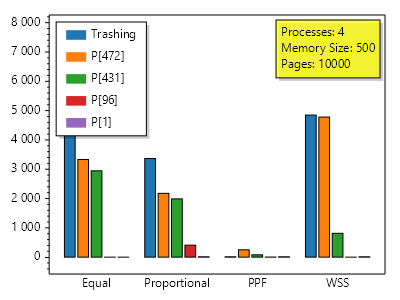 8 000
7 000
6 000
5 000
4 000
3 000
2 000
1 000
0
Trashing
P[472]
P[431]
P[96]
P[1]
Processes: 4
Memory Size: 500
Pages: 10000
Equal Proportional PPF WSS